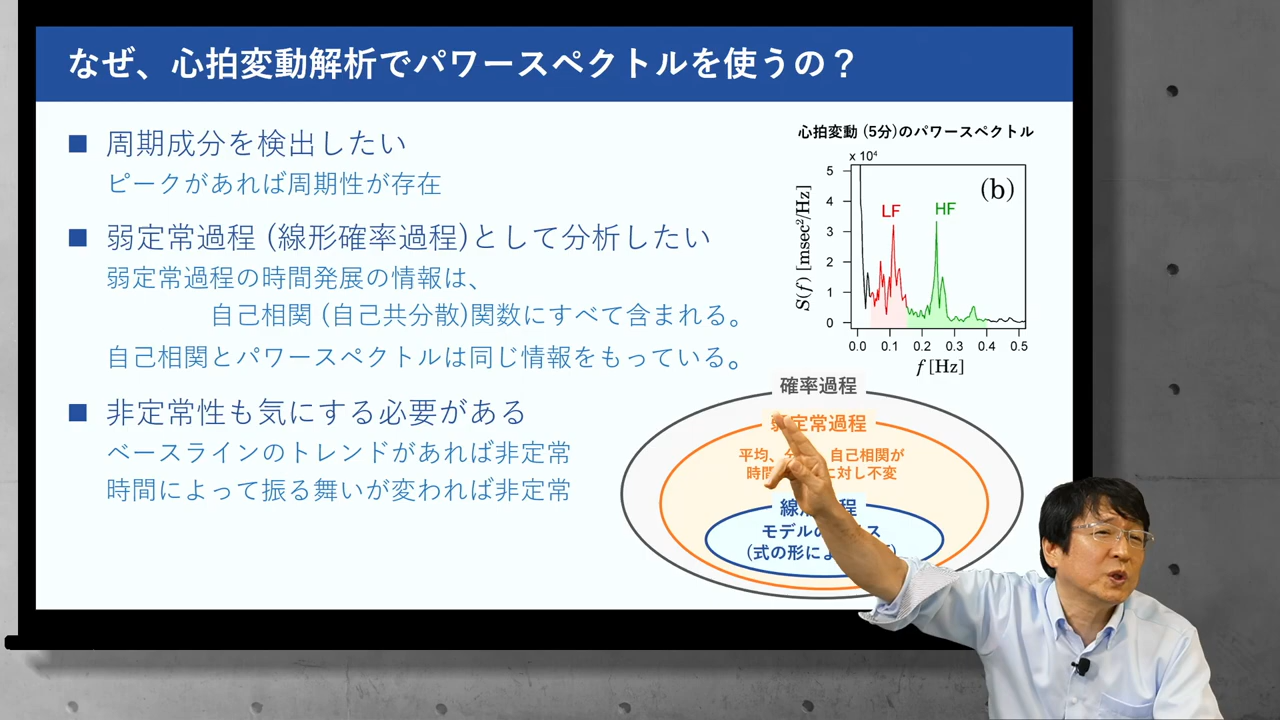 なぜ、心拍変動解析でパワースペクトルを使うの？
■ 周期成分を検出したい
ピークがあれば周期性が存在
■ 弱定常過程 (線形確率過程)として分析したい
弱定常過程の時間発展の情報は、
自己相関 (自己共分散)関数にすべて含まれる。
自己相関とパワースペクトルは同じ情報をもっている。
■ 非定常性も気にする必要がある
ベースラインのトレンドがあれば非定常
時間によって振る舞いが変われば非定常
心拍変動 (5分)のパワースペクトル
x 10⁴
(b)
LF
HF
S(f) [msec²/Hz]
5
4
3
2
1
0
0.0 0.1 0.2 0.3 0.4 0.5
f [Hz]
確率過程
定常過程
平均、 自己相関が
時間 に対し不変
線 程
モデルの ス
(式の形に